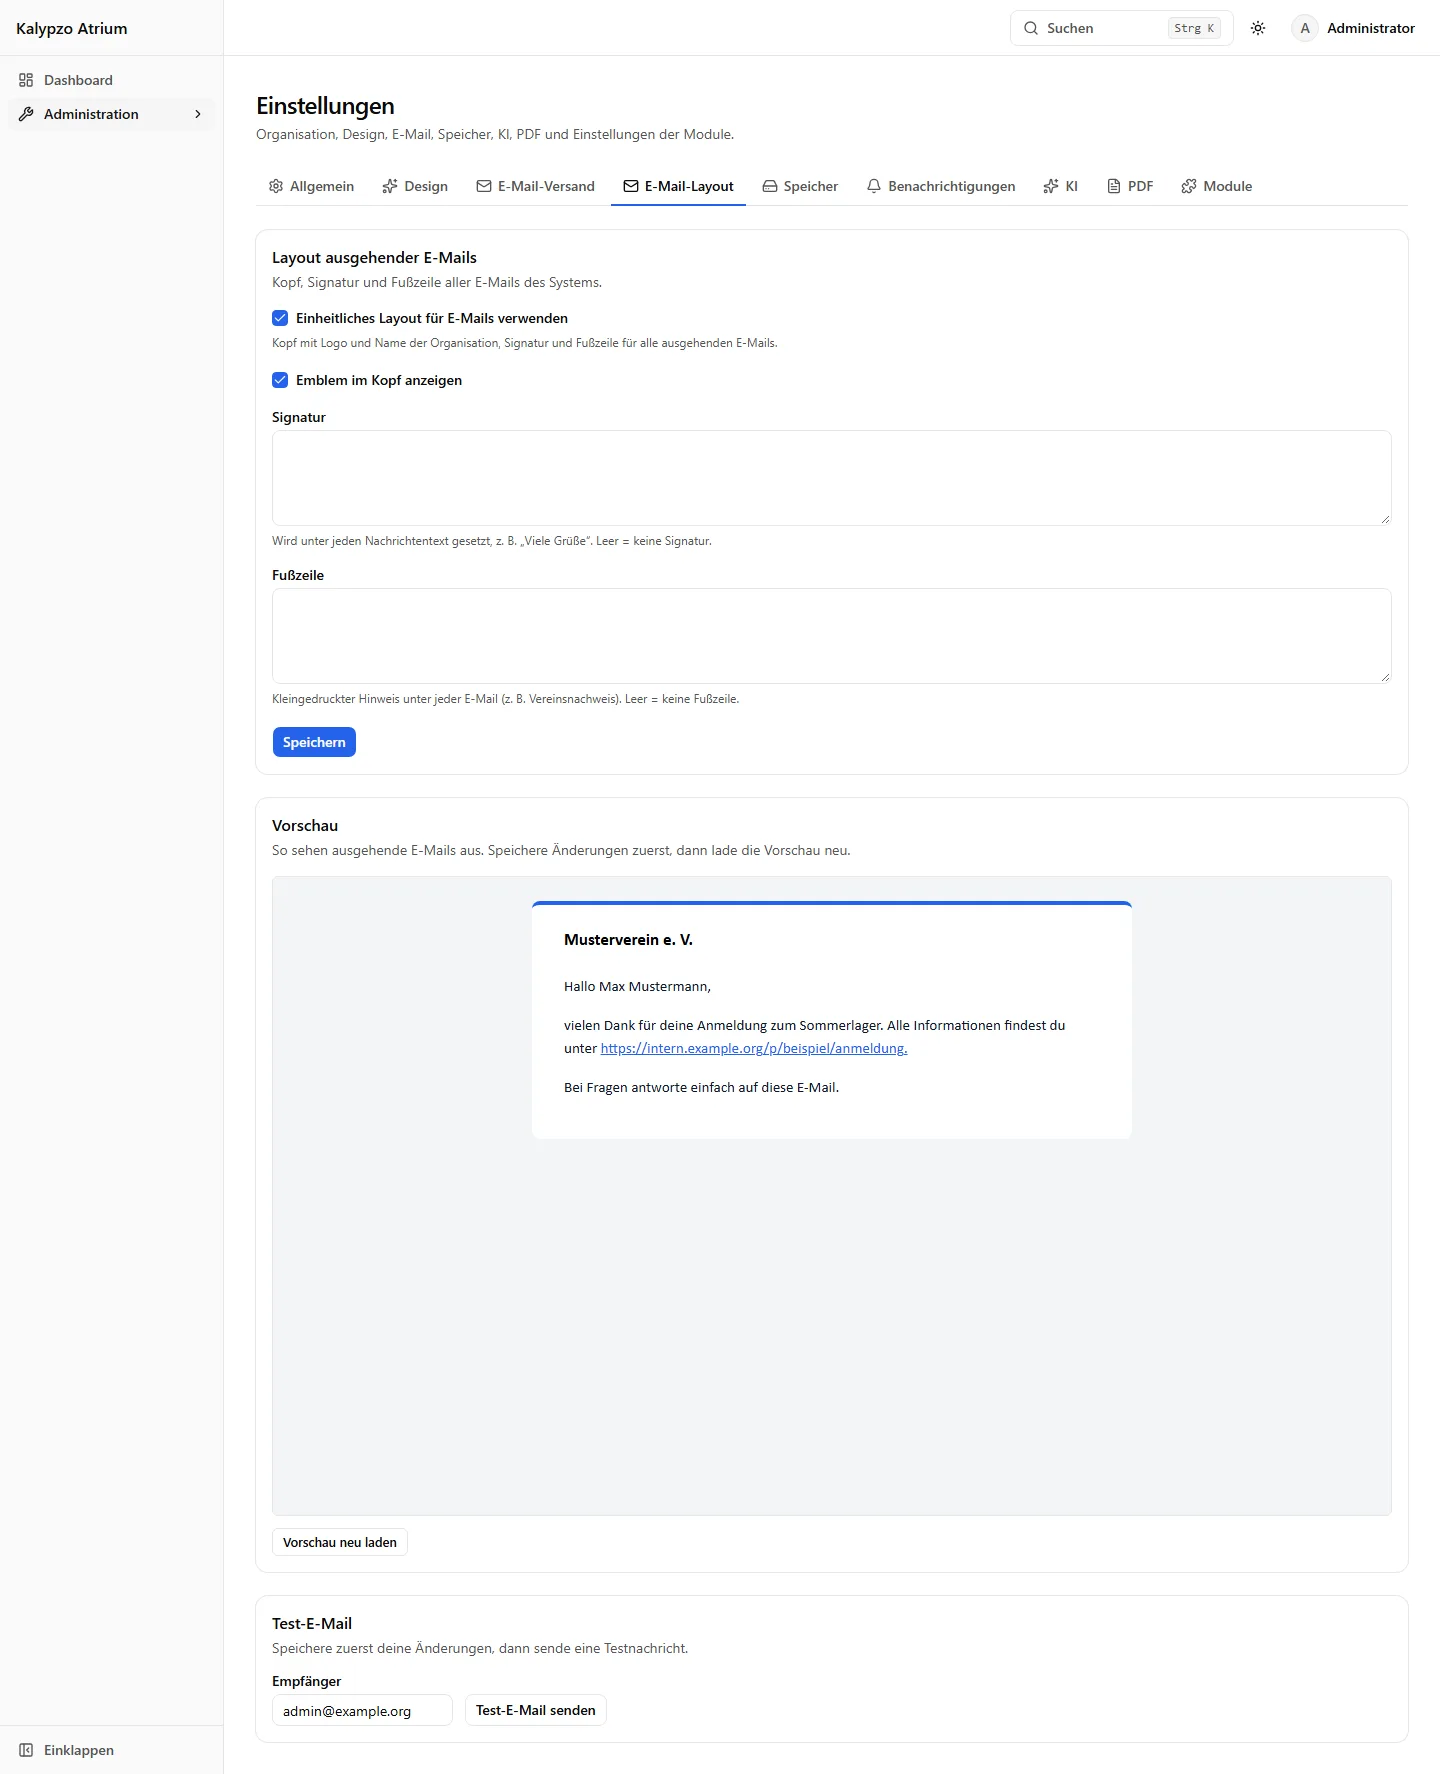 Kalypzo Atrium
Suchen
Strg K
A
Administrator
Dashboard
Administration
Einstellungen
Organisation, Design, E-Mail, Speicher, KI, PDF und Einstellungen der Module.
Allgemein
Design
E-Mail-Versand
E-Mail-Layout
Speicher
Benachrichtigungen
KI
PDF
Module
Layout ausgehender E-Mails
Kopf, Signatur und Fußzeile aller E-Mails des Systems.
Einheitliches Layout für E-Mails verwenden
Kopf mit Logo und Name der Organisation, Signatur und Fußzeile für alle ausgehenden E-Mails.
Emblem im Kopf anzeigen
Signatur
Wird unter jeden Nachrichtentext gesetzt, z. B. „Viele Grüße“. Leer = keine Signatur.
Fußzeile
Kleingedruckter Hinweis unter jeder E-Mail (z. B. Vereinsnachweis). Leer = keine Fußzeile.
Speichern
Vorschau
So sehen ausgehende E-Mails aus. Speichere Änderungen zuerst, dann lade die Vorschau neu.
Musterverein e. V.
Hallo Max Mustermann,
vielen Dank für deine Anmeldung zum Sommerlager. Alle Informationen findest du
unter https://intern.example.org/p/beispiel/anmeldung.
Bei Fragen antworte einfach auf diese E-Mail.
Vorschau neu laden
Test-E-Mail
Speichere zuerst deine Änderungen, dann sende eine Testnachricht.
Empfänger
admin@example.org
Test-E-Mail senden
Einklappen